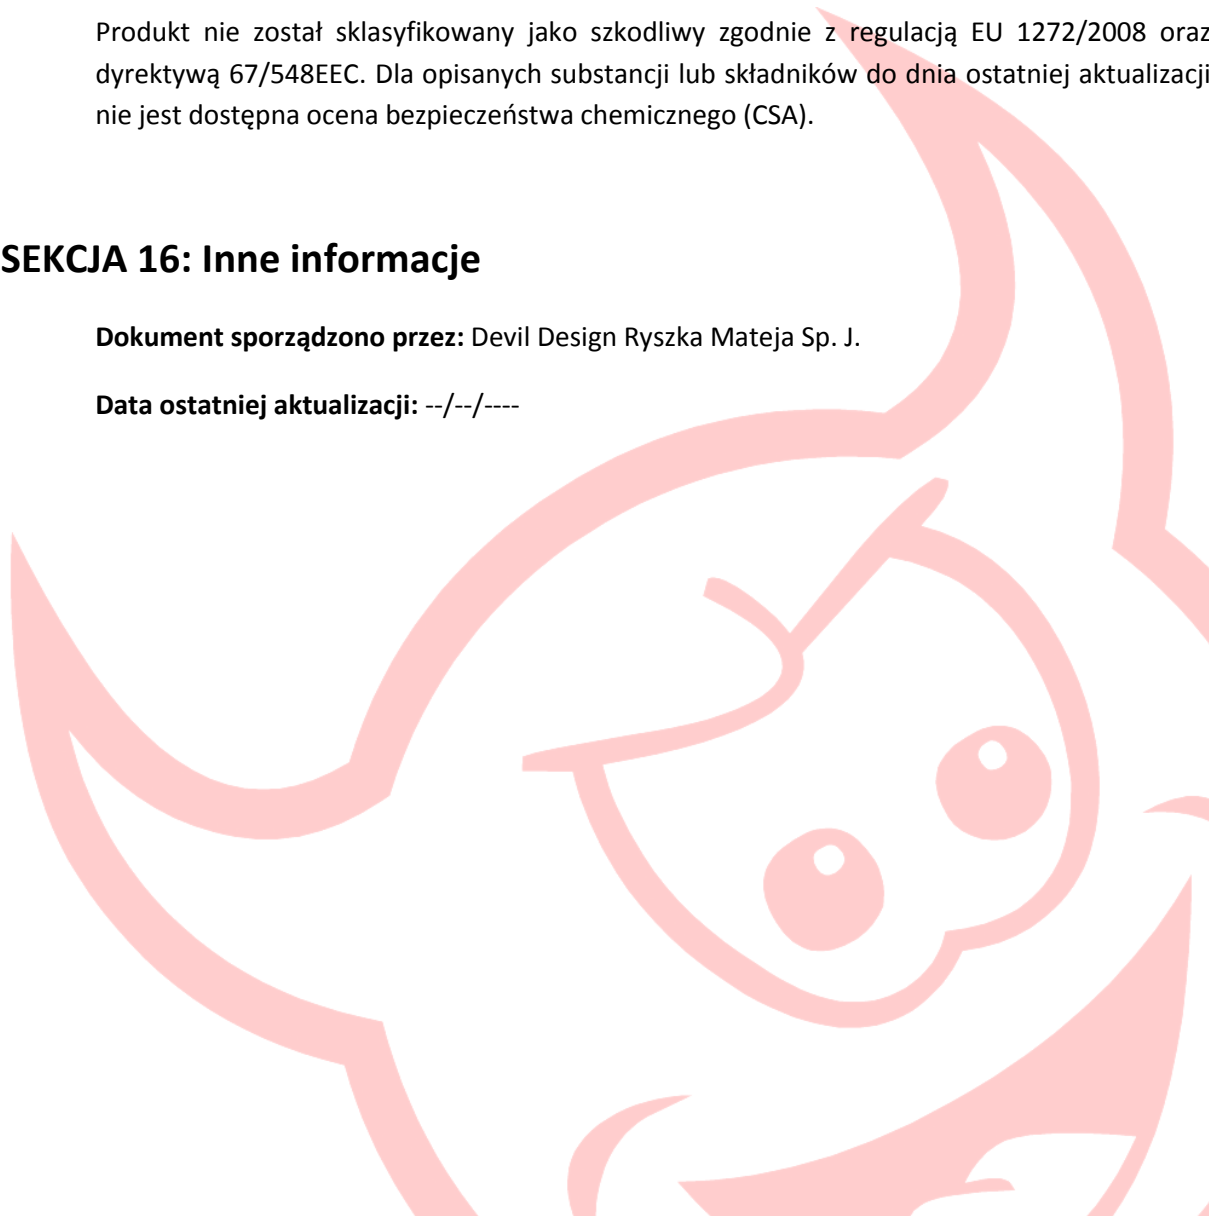 Produkt nie został sklasyfikowany jako szkodliwy zgodnie z regulacją EU 1272/2008 oraz
dyrektywą 67/548EEC. Dla opisanych substancji lub składników do dnia ostatniej aktualizacji
nie jest dostępna ocena bezpieczeństwa chemicznego (CSA).
SEKCJA 16: Inne informacje
Dokument sporządzono przez: Devil Design Ryszka Mateja Sp. J.
Data ostatniej aktualizacji: --/--/----